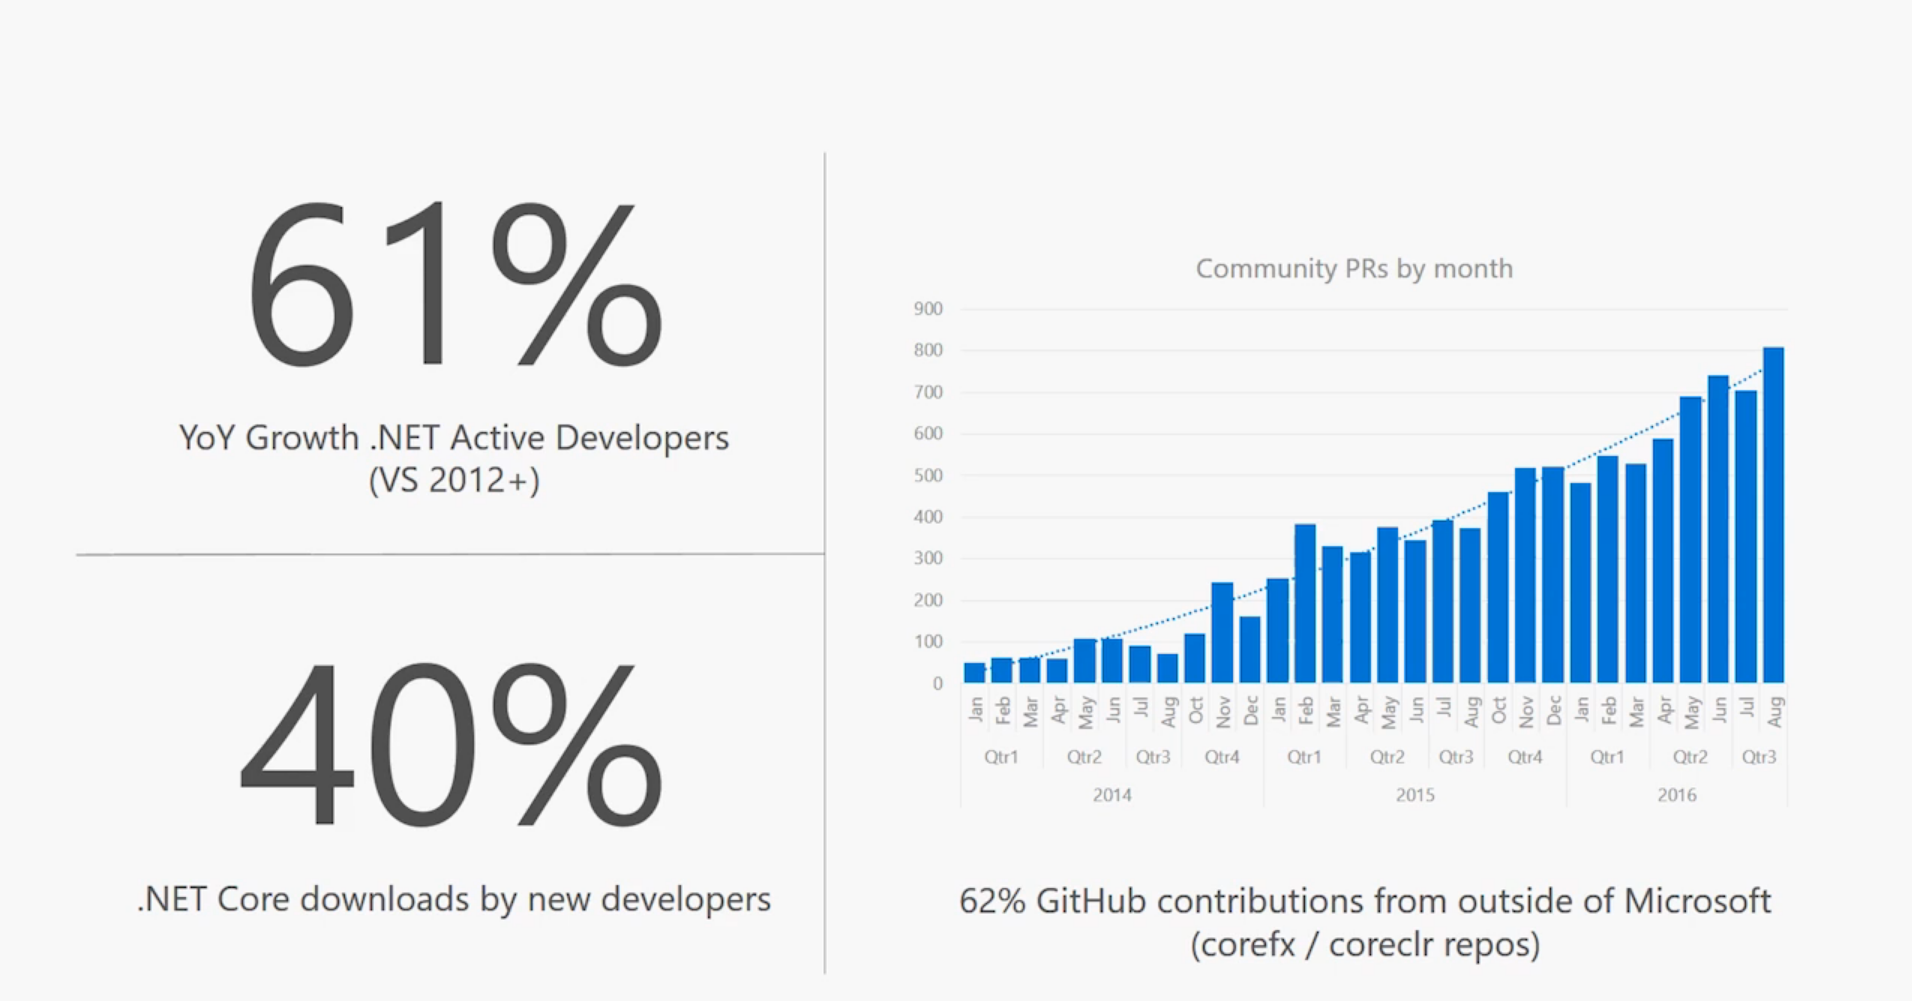 61%
YoY Growth .NET Active Developers
(VS 2012+)
40%
.NET Core downloads by new developers
Community PRs by month
900
800
700
600
500
400
300
200
100
0
Jan Feb Mar Apr May Jun Jul Aug Oct Nov Dec Jan Feb Mar Apr May Jun Jul Aug Oct Nov Dec Jan Feb Mar Apr May Jun Jul Aug
Qtr1 Qtr2 Qtr3 Qtr4 Qtr1 Qtr2 Qtr3 Qtr4 Qtr1 Qtr2 Qtr3
2014 2015 2016
62% GitHub contributions from outside of Microsoft
(corefx / coreclr repos)